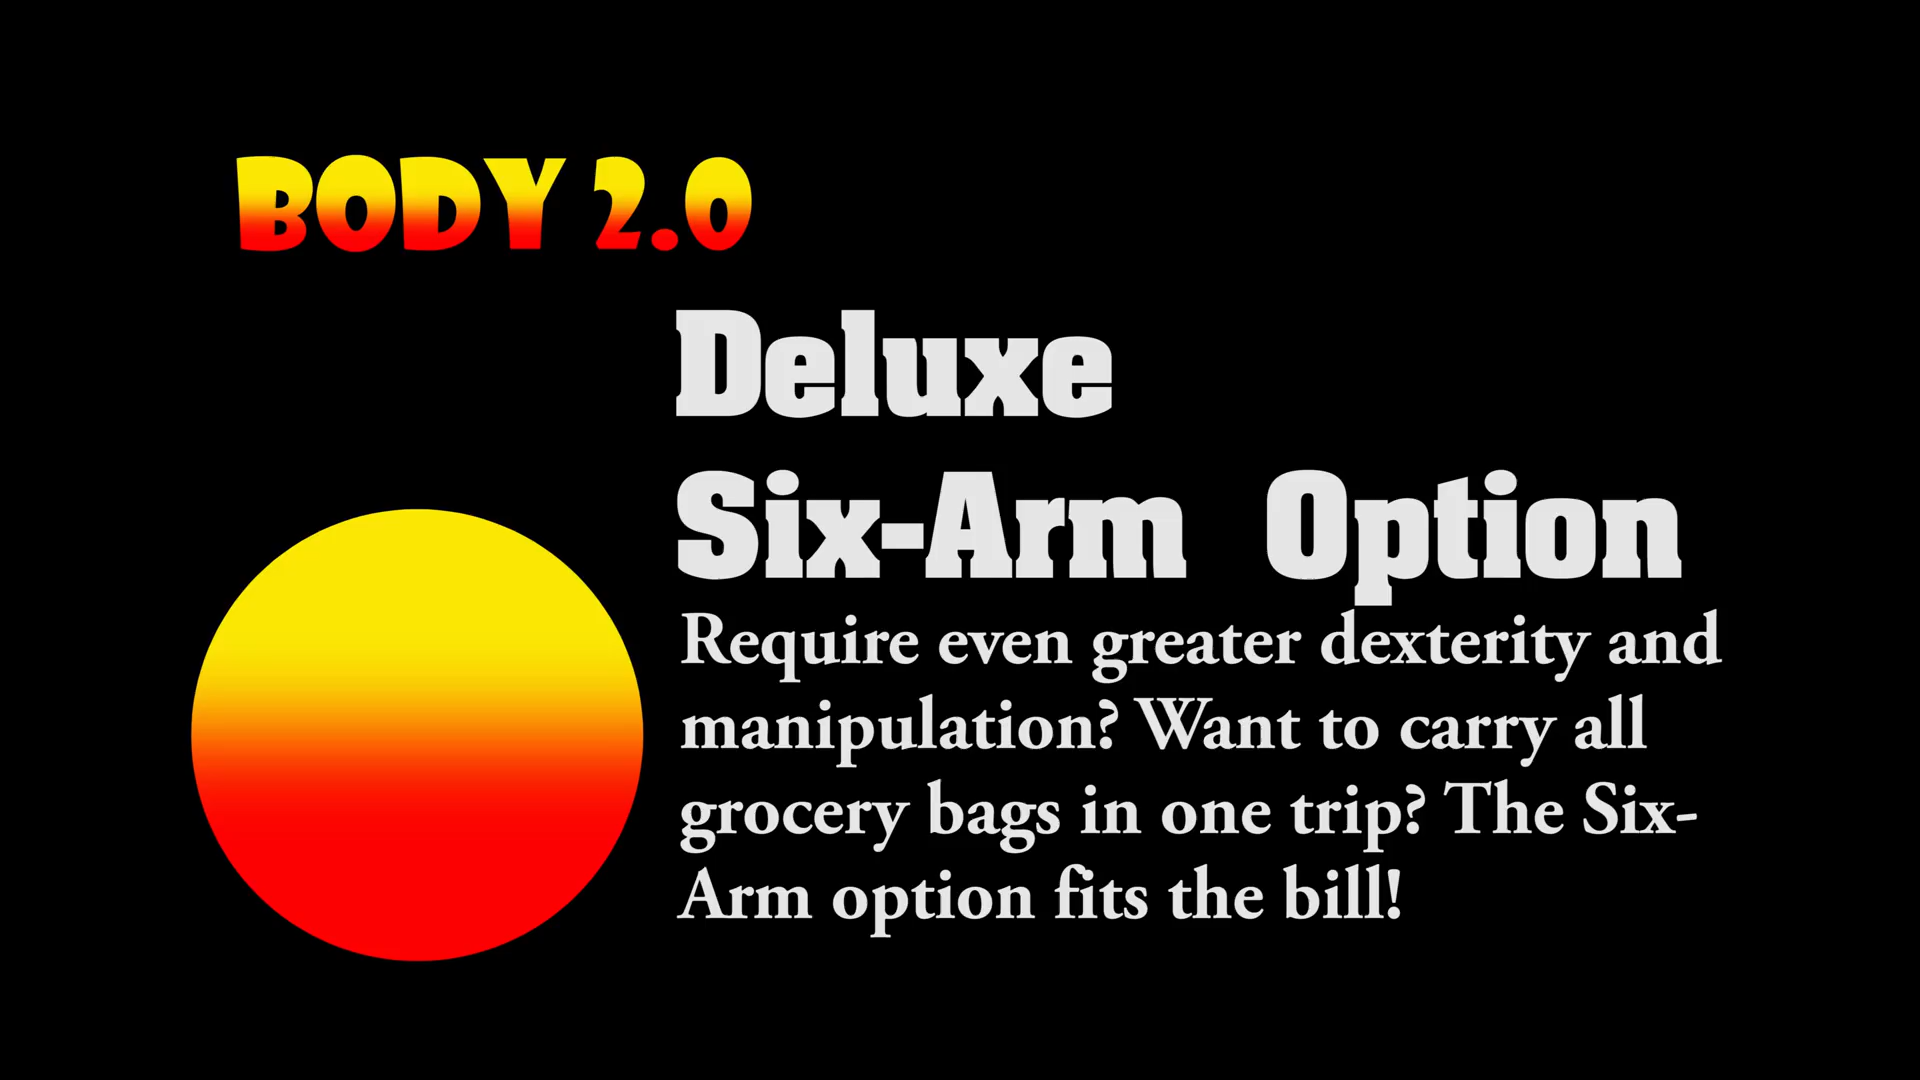 BODY 2.0
Deluxe
Six-Arm Option
Require even greater dexterity and
manipulation? Want to carry all
grocery bags in one trip? The Six-
Arm option fits the bill!